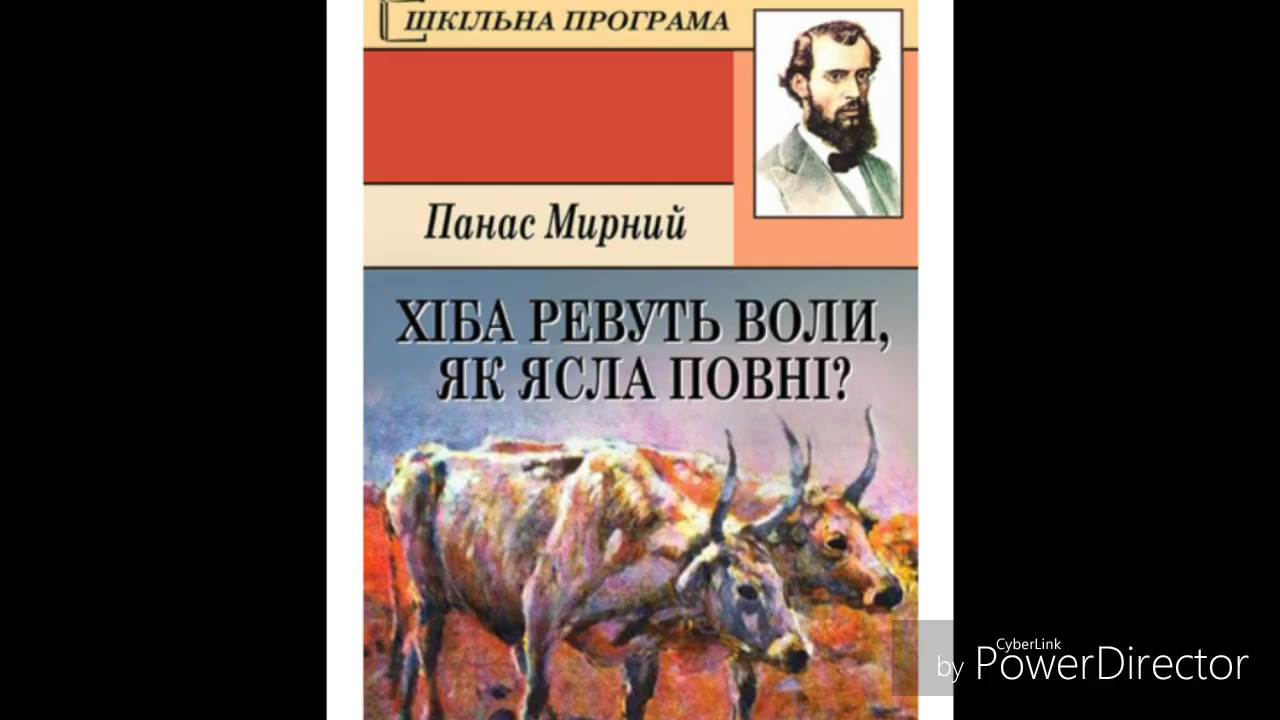 ШКІЛЬНА ПРОГРАМА
Панас Мирний
ХІБА РЕВУТЬ ВОЛИ,
ЯК ЯСЛА ПОВНІ?
CyberLink
by PowerDirector